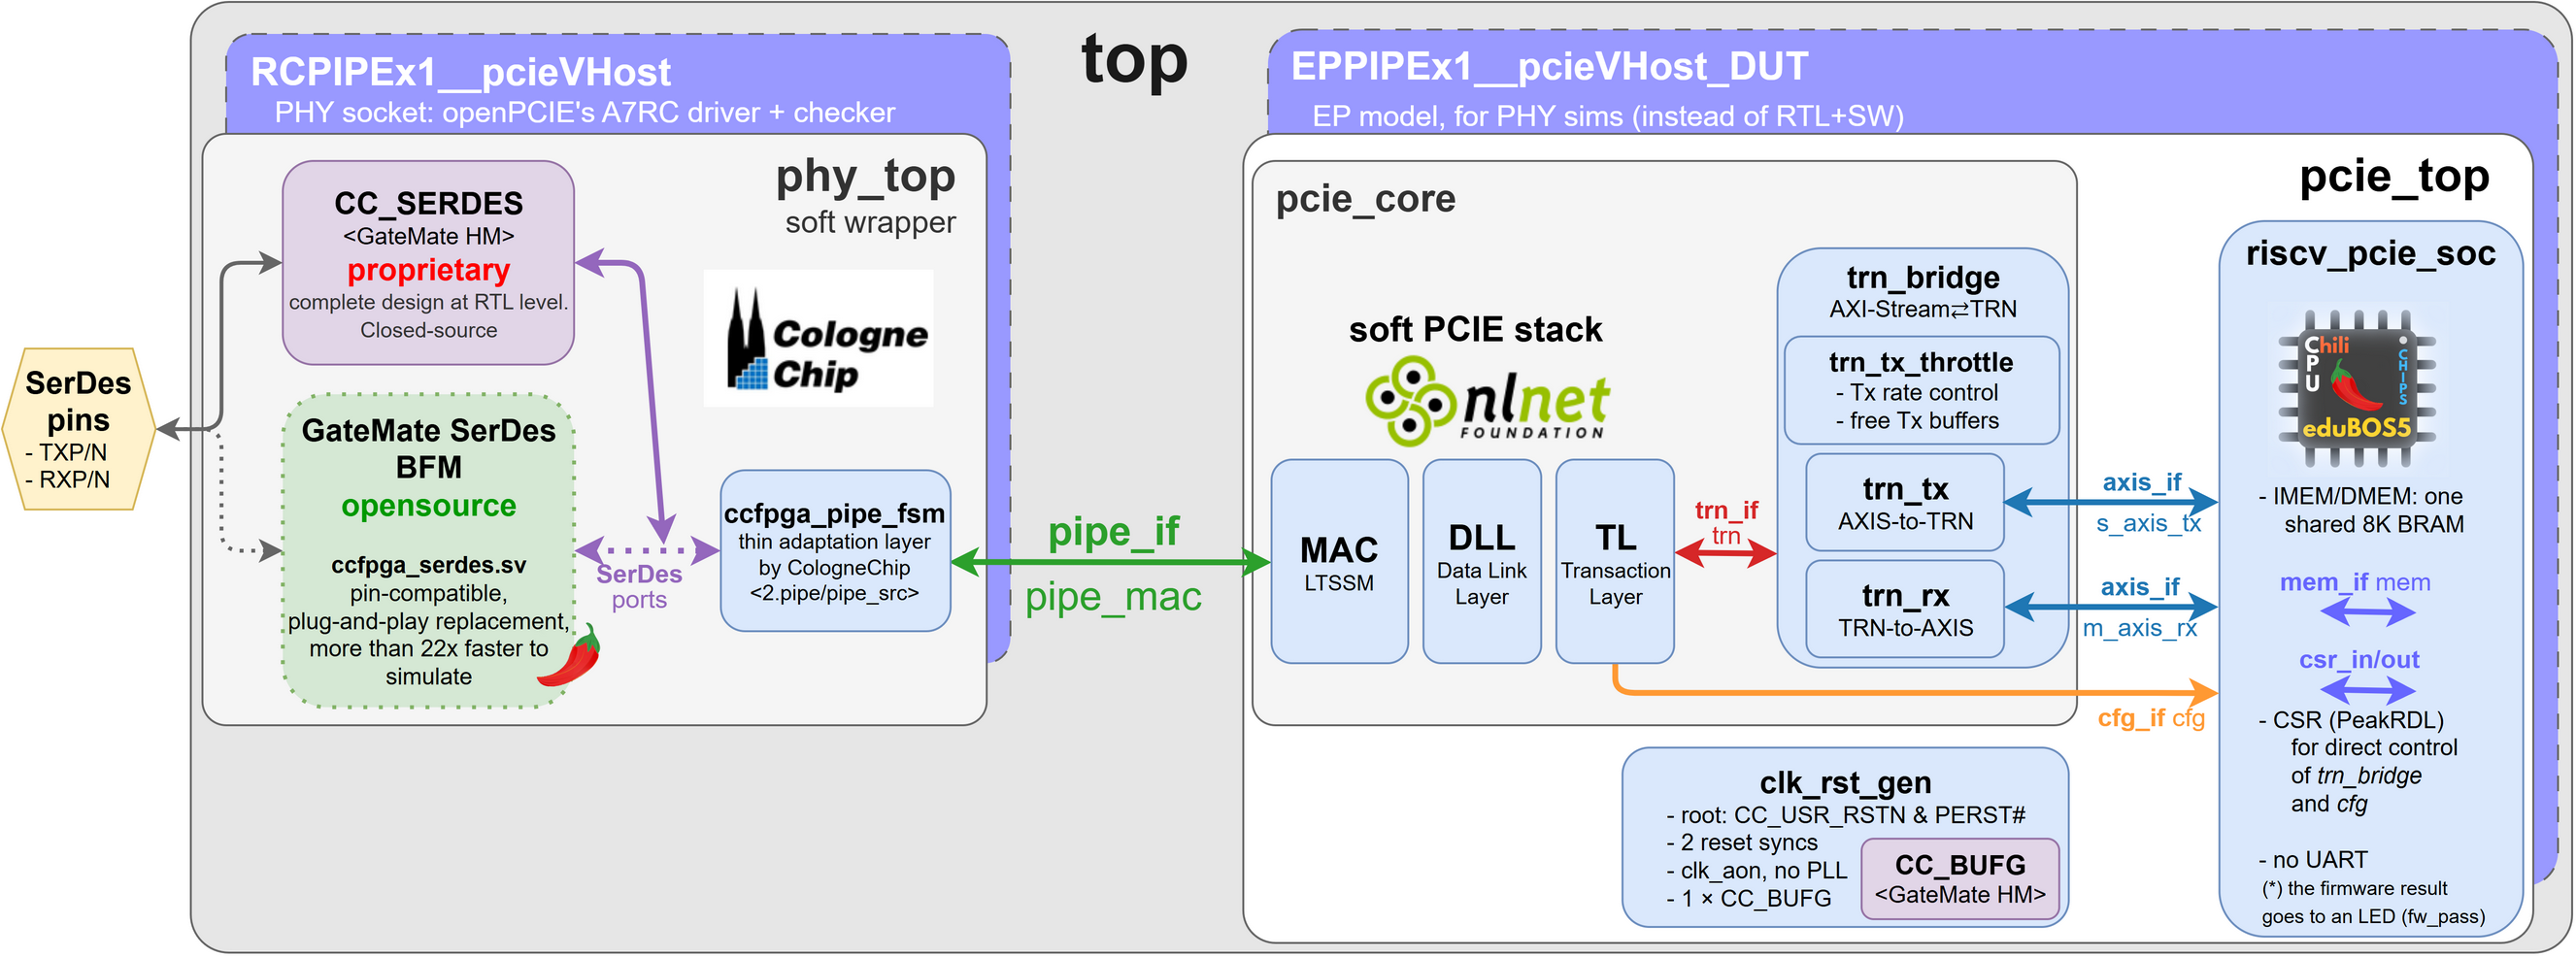 top
RCPIPEx1__pcieVHost
PHY socket: openPCIE's A7RC driver + checker
EPPIPEx1__pcieVHost_DUT
EP model, for PHY sims (instead of RTL+SW)
phy_top
soft wrapper
CC_SERDES
<GateMate HM>
proprietary
complete design at RTL level.
Closed-source
Cologne
Chip
SerDes
pins
- TXP/N
- RXP/N
GateMate SerDes
BFM
opensource
ccfpga_serdes.sv
pin-compatible,
plug-and-play replacement,
more than 22x faster to
simulate
SerDes
ports
ccfpga_pipe_fsm
thin adaptation layer
by CologneChip
<2.pipe/pipe_src>
pipe_if
pipe_mac
pcie_top
pcie_core
soft PCIE stack
nlnet
FOUNDATION
MAC
LTSSM
DLL
Data Link
Layer
TL
Transaction
Layer
trn_if
trn
trn_bridge
AXI-Stream⇄TRN
trn_tx_throttle
- Tx rate control
- free Tx buffers
trn_tx
AXIS-to-TRN
trn_rx
TRN-to-AXIS
axis_if
s_axis_tx
axis_if
m_axis_rx
cfg_if cfg
clk_rst_gen
- root: CC_USR_RSTN & PERST#
- 2 reset syncs
- clk_aon, no PLL
- 1 × CC_BUFG
CC_BUFG
<GateMate HM>
riscv_pcie_soc
Chili
CPU
CHIPS
eduBOS5
- IMEM/DMEM: one
shared 8K BRAM
mem_if mem
csr_in/out
- CSR (PeakRDL)
for direct control
of trn_bridge
and cfg
- no UART
(*) the firmware result
goes to an LED (fw_pass)